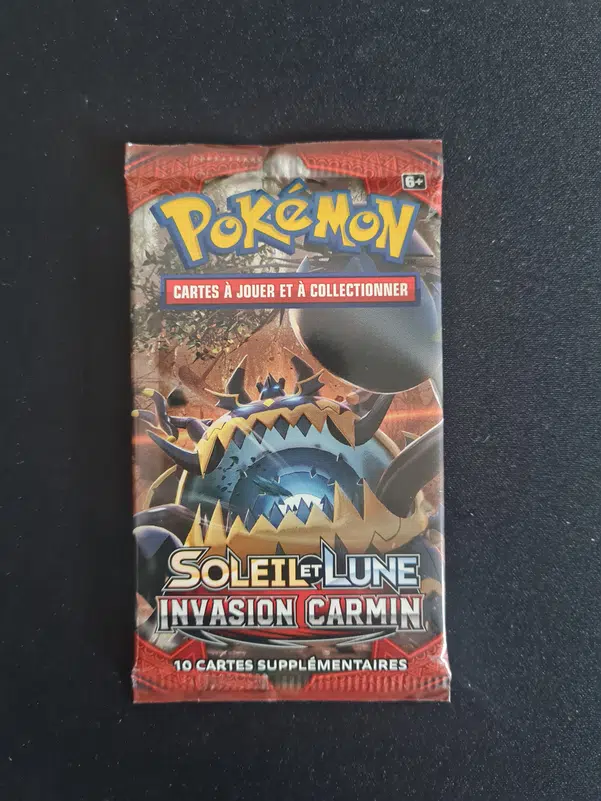 6+
POKÉMON
CARTES À JOUER ET À COLLECTIONNER
SOLEIL ET LUNE
INVASION CARMIN
10 CARTES SUPPLÉMENTAIRES